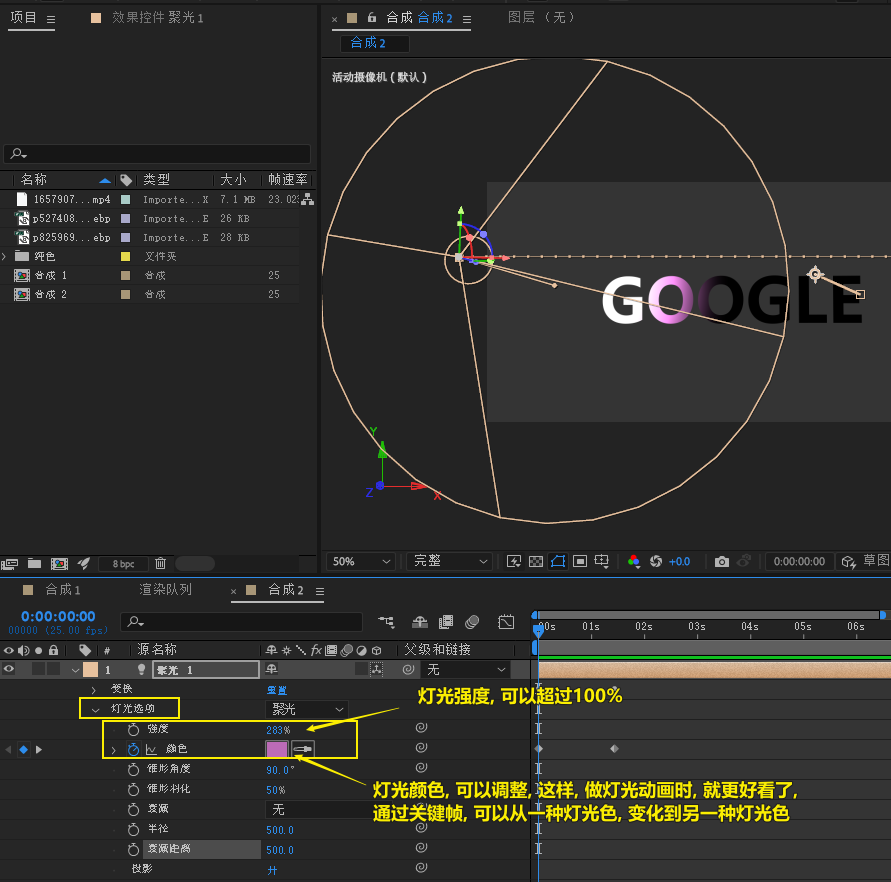 项目
效果控件 聚光 1
合成 合成 2
图层 （无）
合成 2
活动摄像机 ( 默认 )
GOOGLE
Y
Z
X
名称 类型 大小 帧速率
1657907...mp4 Importe...X 7.1 MB 23.02
p527408...ebp Importe...E 26 KB
p825969...ebp Importe...E 28 KB
纯色 文件夹
合成 1 合成 25
合成 2 合成 25
8 bpc
50% 完整 +0.0 0:00:00:00 草图
合成 1 渲染队列 合成 2
0:00:00:00
00000 (25.00 fps)
00s 01s 02s 03s 04s 05s 06s
# 源名称 fx 父级和链接
1 聚光 1 无
变换 重置
灯光选项 聚光
强度 283%
颜色
锥形角度 90.0°
锥形羽化 50%
衰减 无
半径 500.0
衰减距离 500.0
投影 开
灯光强度, 可以超过100%
灯光颜色, 可以调整, 这样, 做灯光动画时, 就更好看了,
通过关键帧, 可以从一种灯光色, 变化到另一种灯光色